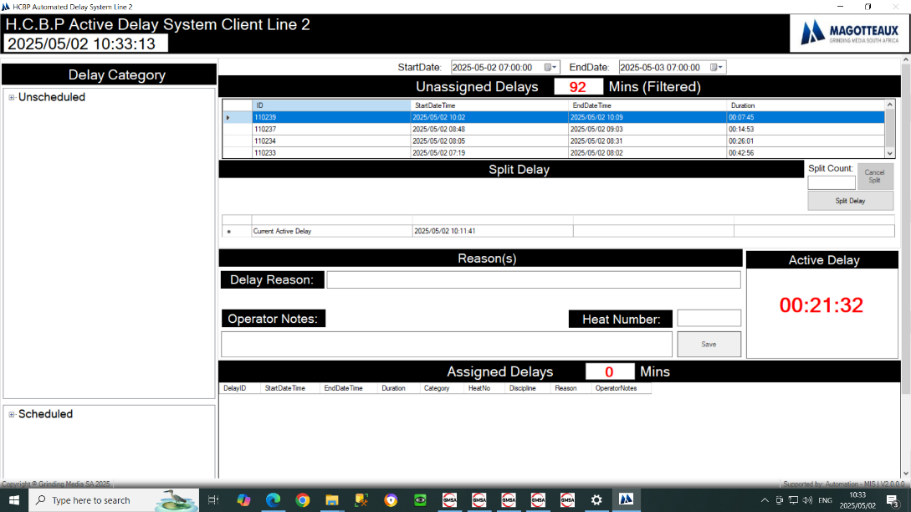 HCBP Automated Delay System Line 2
H.C.B.P Active Delay System Client Line 2
2025/05/02 10:33:13
MAGOTTEAUX
GRINDING MEDIA SOUTH AFRICA
Delay Category
StartDate: 2025-05-02 07:00:00 EndDate: 2025-05-03 07:00:00
Unscheduled
Unassigned Delays 92 Mins (Filtered)
ID StartDateTime EndDateTime Duration
110239 2025/05/02 10:02 2025/05/02 10:09 00:07:45
110237 2025/05/02 08:48 2025/05/02 09:03 00:14:53
110234 2025/05/02 08:05 2025/05/02 08:31 00:26:01
110233 2025/05/02 07:19 2025/05/02 08:02 00:42:56
Split Delay
Split Count:
Cancel Split
Split Delay
Current Active Delay 2025/05/02 10:11:41
Reason(s)
Active Delay
Delay Reason:
00:21:32
Operator Notes:
Heat Number:
Save
Assigned Delays 0 Mins
DelayID StartDateTime EndDateTime Duration Category HeatNo Discipline Reason OperatorNotes
Scheduled
Copyright © Grinding Media SA 2025
Supported by: Automation - MIS | V2.0.0.0
Type here to search
GMSA GMSA GMSA GMSA GMSA
ENG
10:33
2025/05/02
3